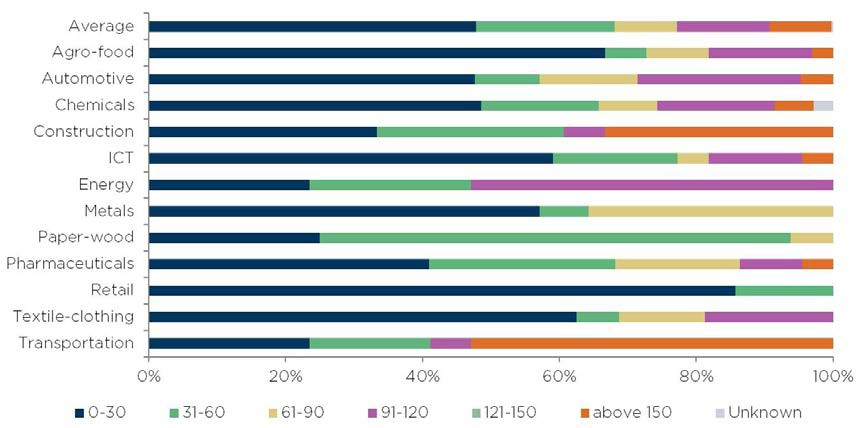 Average
Agro-food
Automotive
Chemicals
Construction
ICT
Energy
Metals
Paper-wood
Pharmaceuticals
Retail
Textile-clothing
Transportation
0% 20% 40% 60% 80% 100%
0-30 31-60 61-90 91-120 121-150 above 150 Unknown